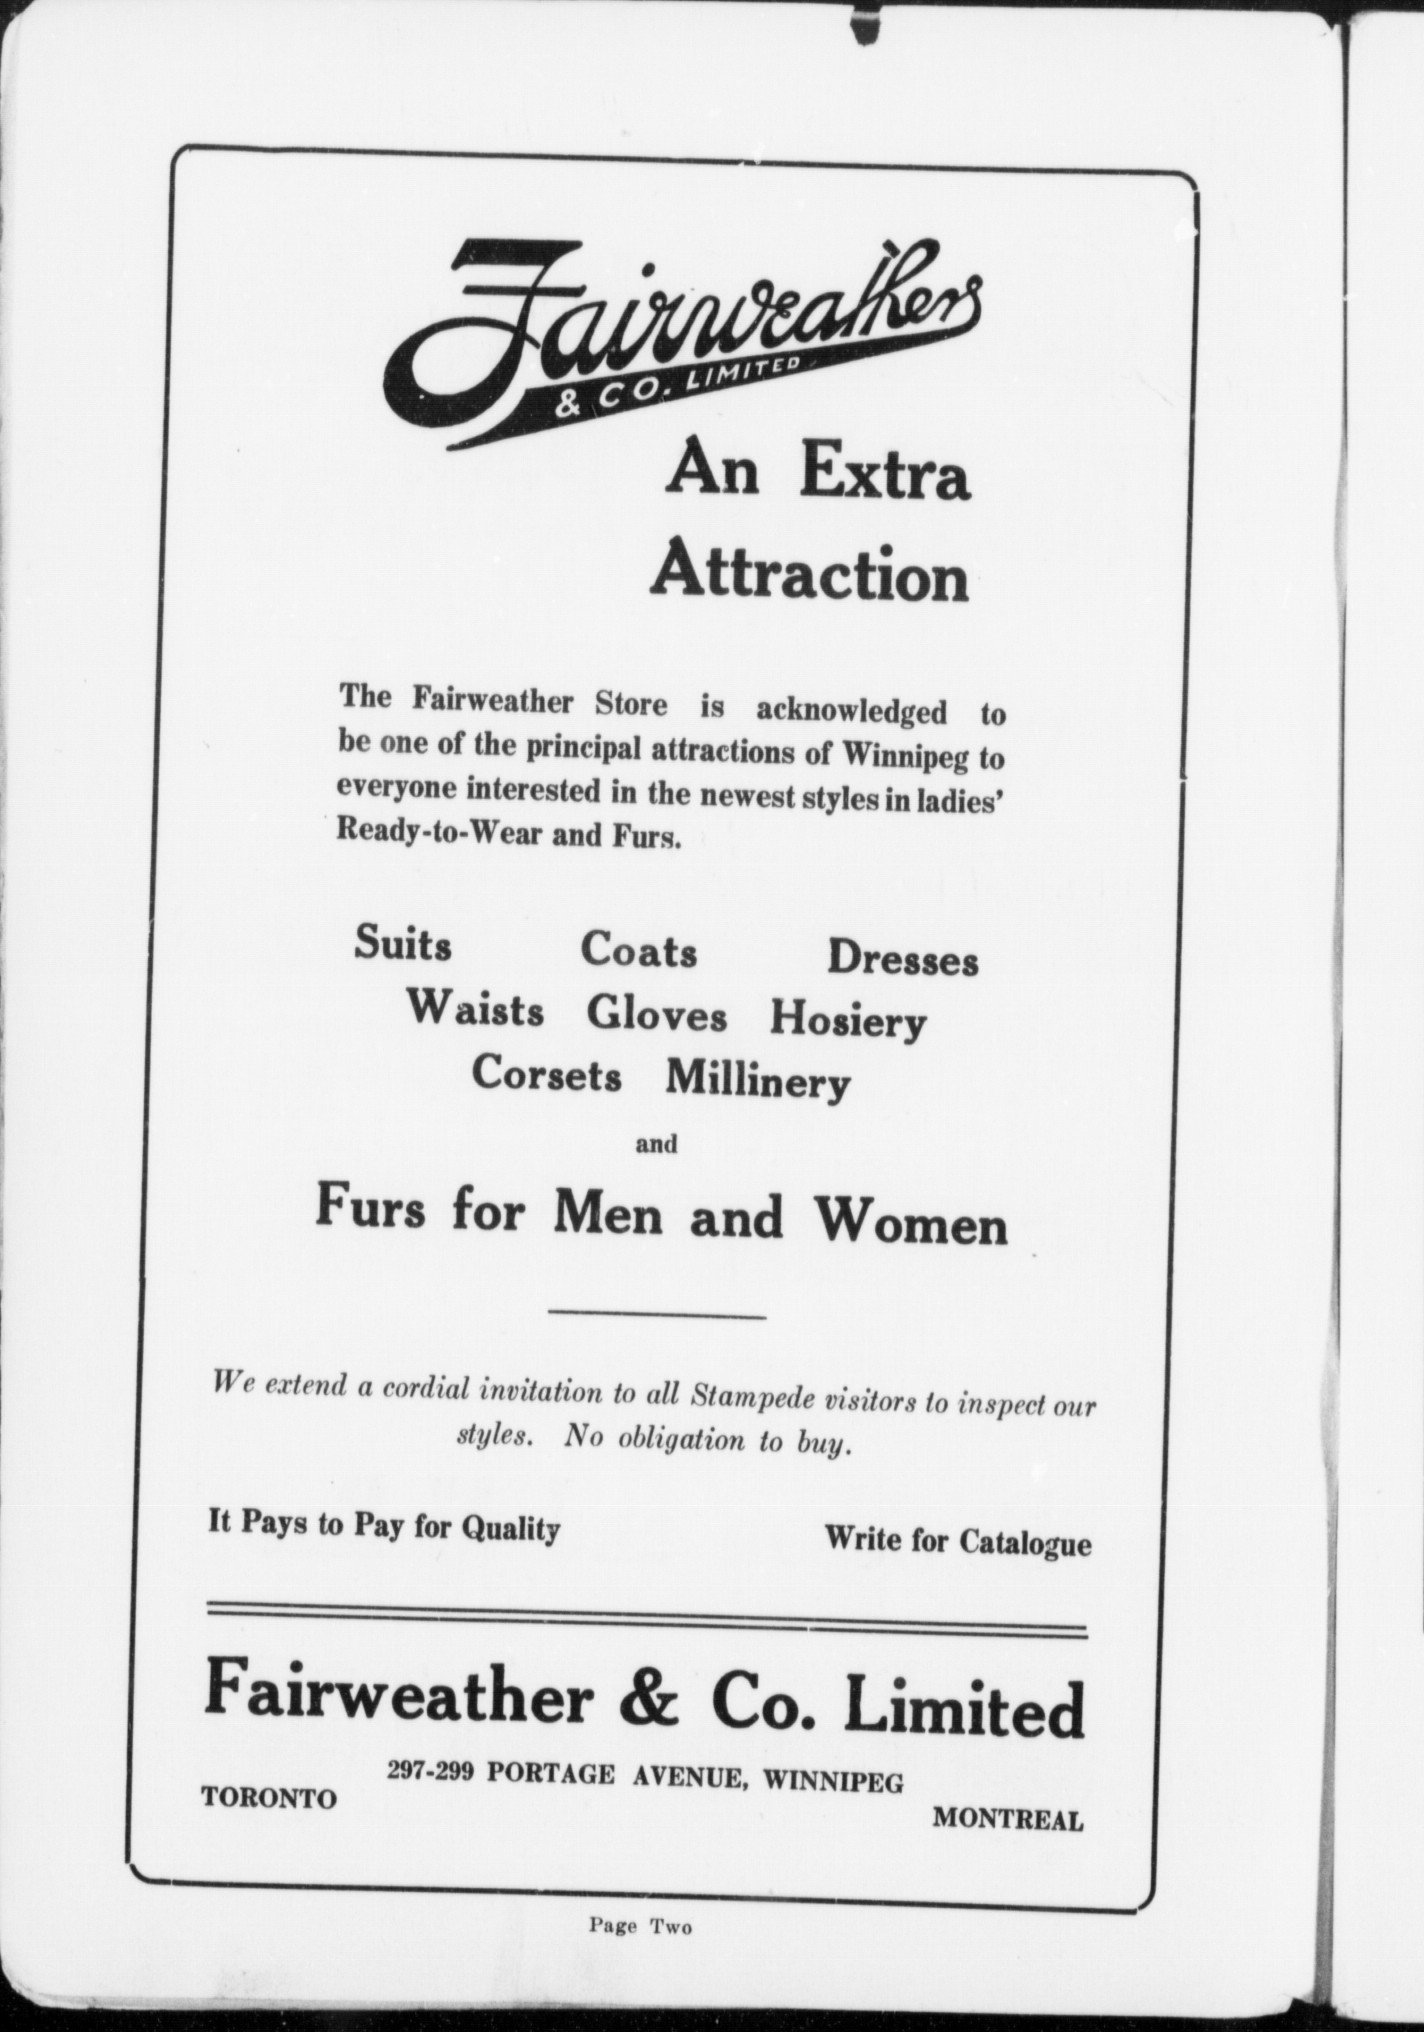 Fairweathers
& CO. LIMITED
An Extra
Attraction
The Fairweather Store is acknowledged to
be one of the principal attractions of Winnipeg to
everyone interested in the newest styles in ladies'
Ready-to-Wear and Furs.
Suits Coats Dresses
Waists Gloves Hosiery
Corsets Millinery
and
Furs for Men and Women
We extend a cordial invitation to all Stampede visitors to inspect our
styles. No obligation to buy.
It Pays to Pay for Quality Write for Catalogue
Fairweather & Co. Limited
297-299 PORTAGE AVENUE, WINNIPEG
TORONTO MONTREAL
Page Two